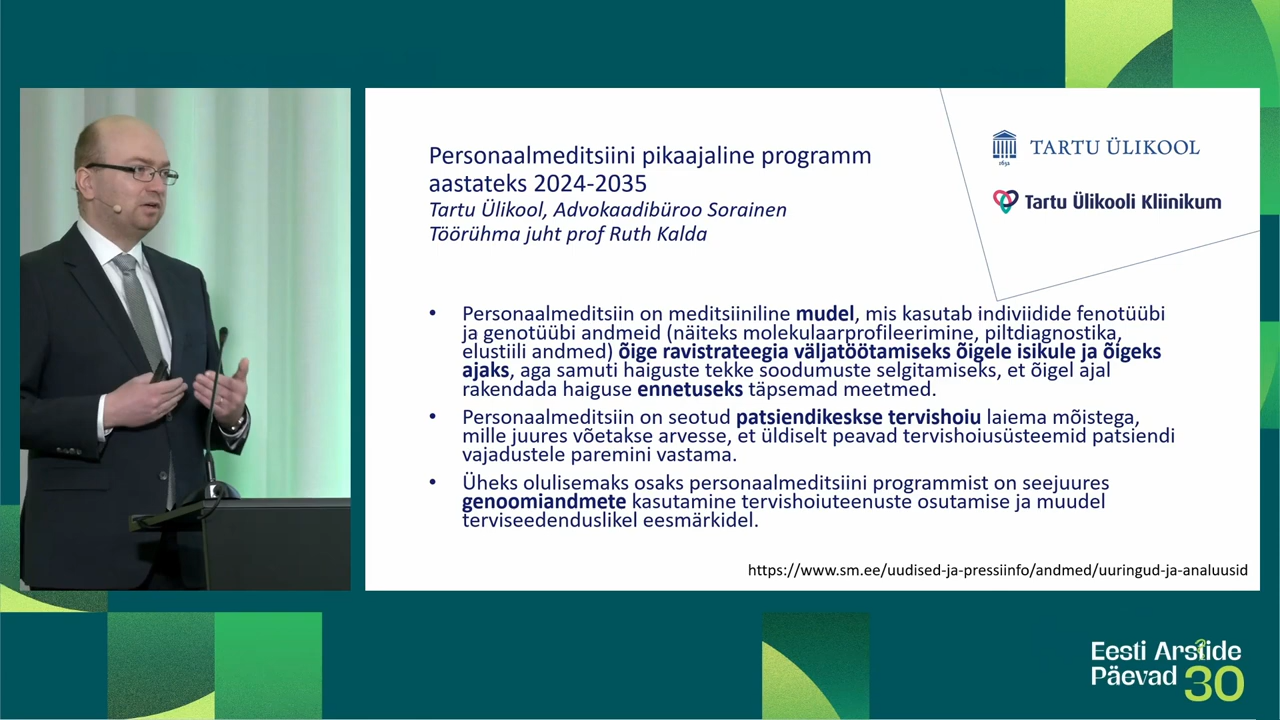 Personaalmeditsiini pikaajaline programm
aastateks 2024-2035
Tartu Ülikool, Advokaadibüroo Sorainen
Töörühma juht prof Ruth Kalda
1632
TARTU ÜLIKOOL
Tartu Ülikooli Kliinikum
• Personaalmeditsiin on meditsiiniline mudel, mis kasutab indiviidide fenotüübi
ja genotüübi andmeid (näiteks molekulaarprofileerimine, piltdiagnostika,
elustiili andmed) õige ravistrateegia väljatöötamiseks õigele isikule ja õigeks
ajaks, aga samuti haiguste tekke soodumuste selgitamiseks, et õigel ajal
rakendada haiguse ennetuseks täpsemad meetmed.
• Personaalmeditsiin on seotud patsiendikeskse tervishoiu laiema mõistega,
mille juures võetakse arvesse, et üldiselt peavad tervishoiusüsteemid patsiendi
vajadustele paremini vastama.
• Üheks olulisemaks osaks personaalmeditsiini programmist on seejuures
genoomiandmete kasutamine tervishoiuteenuste osutamise ja muudel
terviseedenduslikel eesmärkidel.
https://www.sm.ee/uudised-ja-pressiinfo/andmed/uuringud-ja-analuusid
Eesti Arstide
Päevad 30